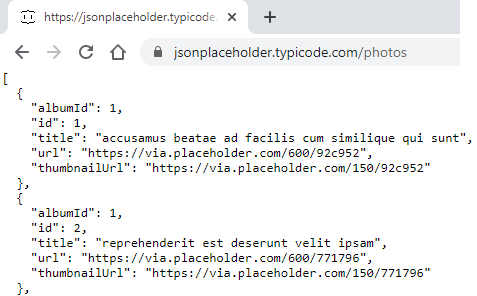 https://jsonplaceholder.typicode.
jsonplaceholder.typicode.com/photos
[
{
"albumId": 1,
"id": 1,
"title": "accusamus beatae ad facilis cum similique qui sunt",
"url": "https://via.placeholder.com/600/92c952",
"thumbnailUrl": "https://via.placeholder.com/150/92c952"
},
{
"albumId": 1,
"id": 2,
"title": "reprehenderit est deserunt velit ipsam",
"url": "https://via.placeholder.com/600/771796",
"thumbnailUrl": "https://via.placeholder.com/150/771796"
},